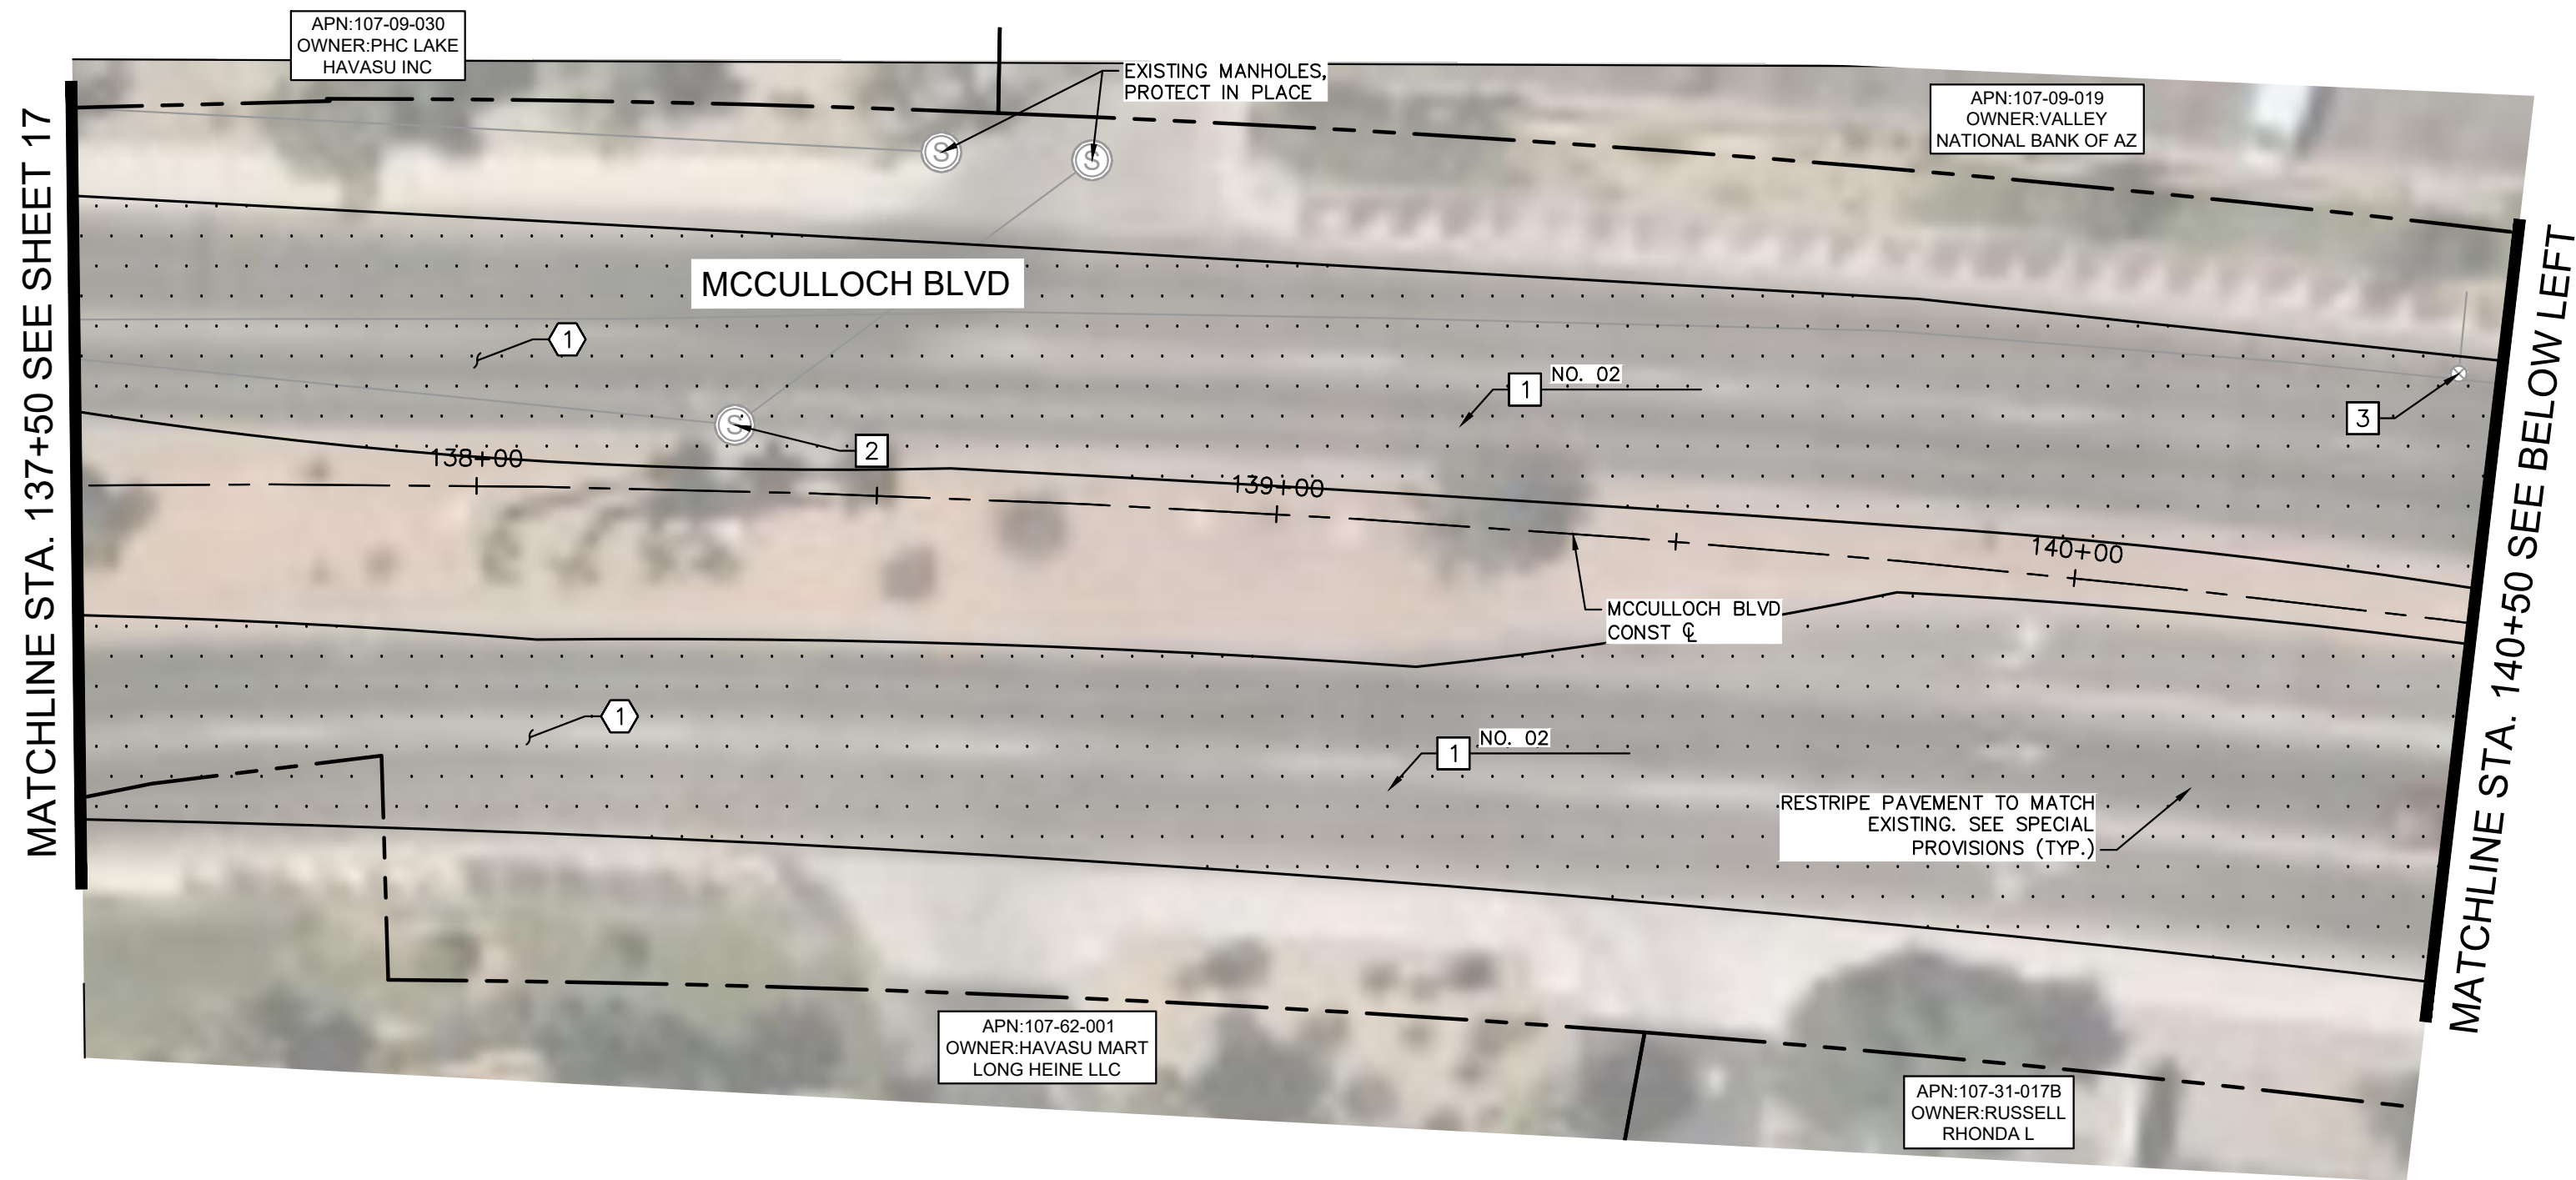 APN:107-09-030
OWNER:PHC LAKE
HAVASU INC
EXISTING MANHOLES,
PROTECT IN PLACE
APN:107-09-019
OWNER:VALLEY
NATIONAL BANK OF AZ
MATCHLINE STA. 137+50 SEE SHEET 17
S
S
MCCULLOCH BLVD
1
1
NO. 02
3
S
2
138+00
139+00
140+00
MCCULLOCH BLVD
CONST ℄
MATCHLINE STA. 140+50 SEE BELOW LEFT
1
1
NO. 02
RESTRIPE PAVEMENT TO MATCH
EXISTING. SEE SPECIAL
PROVISIONS (TYP.)
APN:107-62-001
OWNER:HAVASU MART
LONG HEINE LLC
APN:107-31-017B
OWNER:RUSSELL
RHONDA L